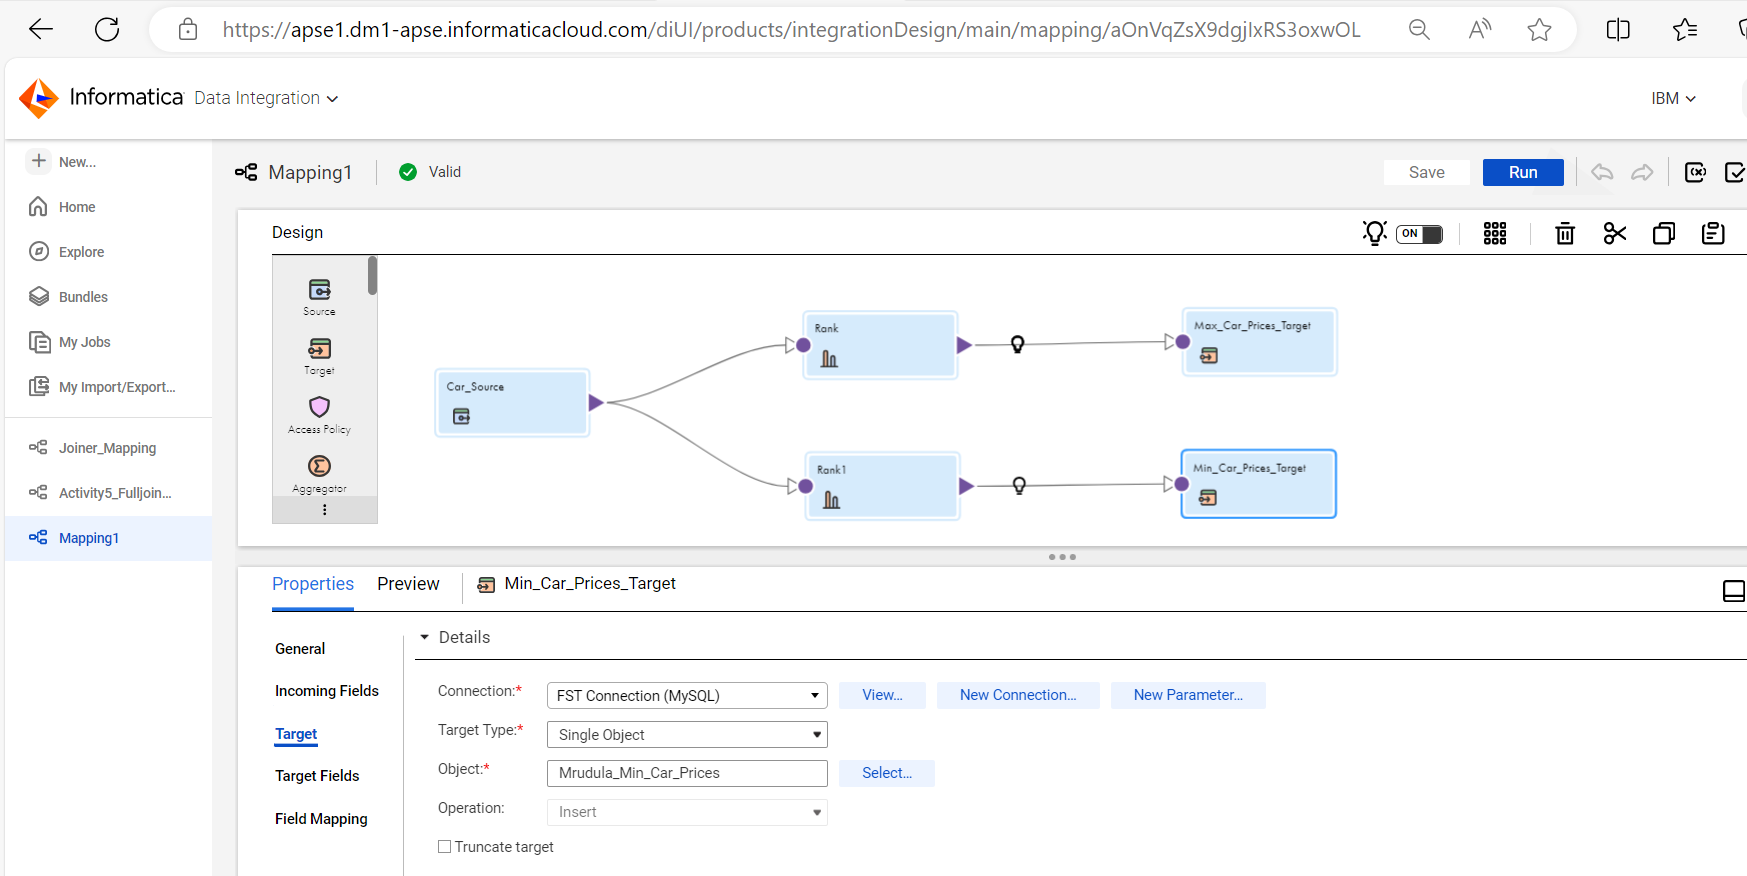 https://apse1.dm1-apse.informaticacloud.com/diUI/products/integrationDesign/main/mapping/aOnVqZsX9dgjIxRS3oxwOL
Informatica Data Integration
IBM
New...
Home
Explore
Bundles
My Jobs
My Import/Export...
Joiner_Mapping
Activity5_Fulljoin...
Mapping1
Mapping1
Valid
Save
Run
Design
ON
Source
Target
Access Policy
Aggregator
Car_Source
Rank
Max_Car_Prices_Target
Rank1
Min_Car_Prices_Target
Properties
Preview
Min_Car_Prices_Target
General
Incoming Fields
Target
Target Fields
Field Mapping
Details
Connection:* FST Connection (MySQL) View... New Connection... New Parameter...
Target Type:* Single Object
Object:* Mrudula_Min_Car_Prices Select...
Operation: Insert
Truncate target